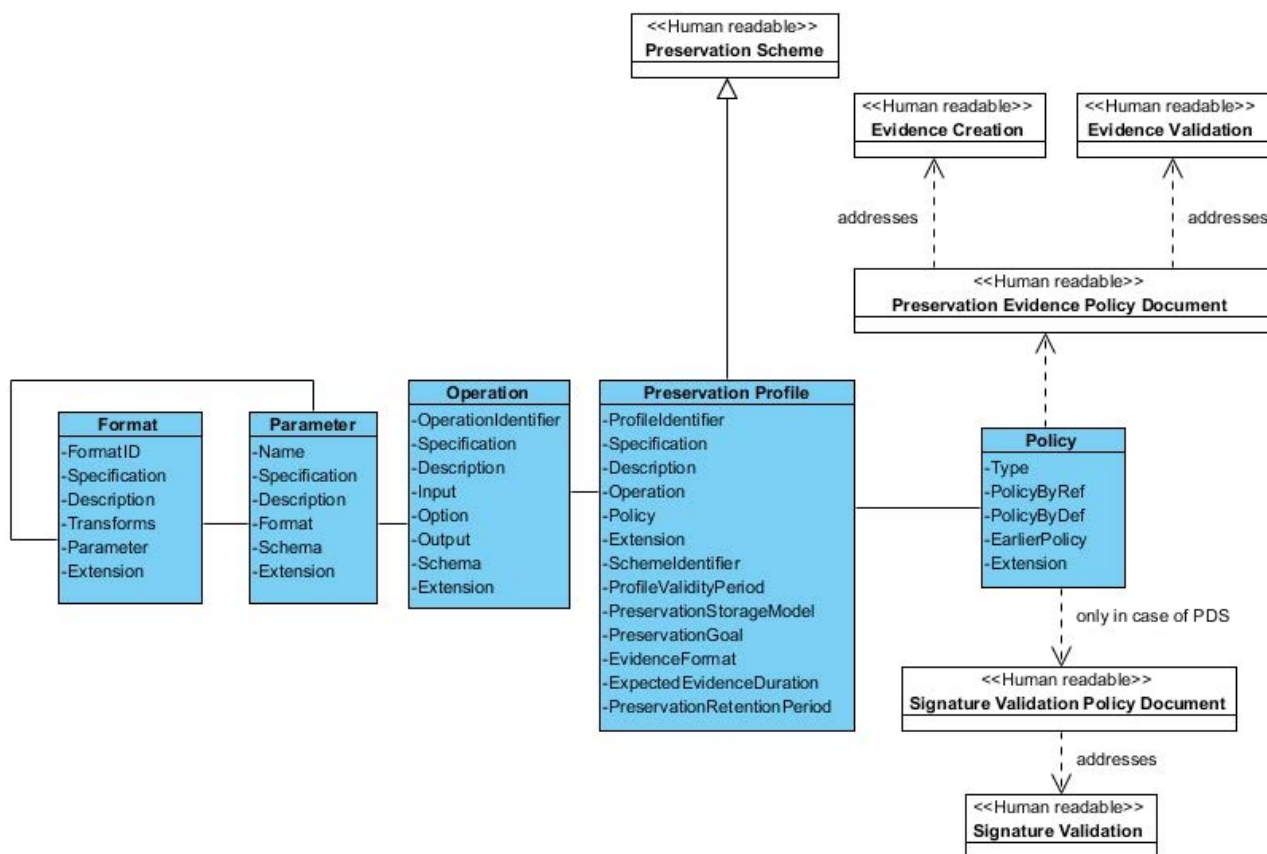 <<Human readable>>
Preservation Scheme
<<Human readable>>
Evidence Creation
<<Human readable>>
Evidence Validation
addresses
addresses
<<Human readable>>
Preservation Evidence Policy Document
Format
-FormatID
-Specification
-Description
-Transforms
-Parameter
-Extension
Parameter
-Name
-Specification
-Description
-Format
-Schema
-Extension
Operation
-OperationIdentifier
-Specification
-Description
-Input
-Option
-Output
-Schema
-Extension
Preservation Profile
-ProfileIdentifier
-Specification
-Description
-Operation
-Policy
-Extension
-SchemeIdentifier
-ProfileValidityPeriod
-PreservationStorageModel
-PreservationGoal
-EvidenceFormat
-ExpectedEvidenceDuration
-PreservationRetentionPeriod
Policy
-Type
-PolicyByRef
-PolicyByDef
-EarlierPolicy
-Extension
only in case of PDS
<<Human readable>>
Signature Validation Policy Document
addresses
<<Human readable>>
Signature Validation